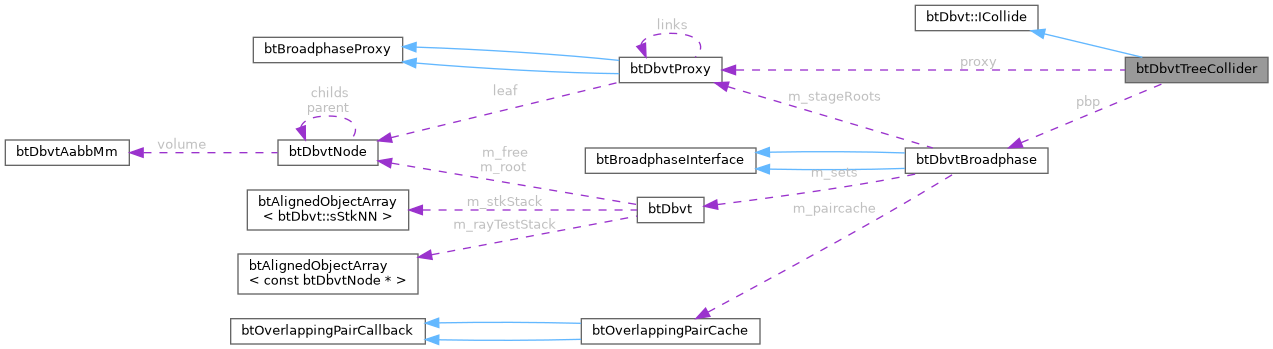 btDbvt::ICollide
links
btBroadphaseProxy
btDbvtProxy
proxy
btDbvtTreeCollider
childs
parent
leaf
m_stageRoots
pbp
btDbvtAabbMm
volume
btDbvtNode
m_free
m_root
btBroadphaseInterface
btDbvtBroadphase
m_sets
btAlignedObjectArray
< btDbvt::sStkNN >
m_stkStack
btDbvt
m_paircache
m_rayTestStack
btAlignedObjectArray
< const btDbvtNode * >
btOverlappingPairCallback
btOverlappingPairCache